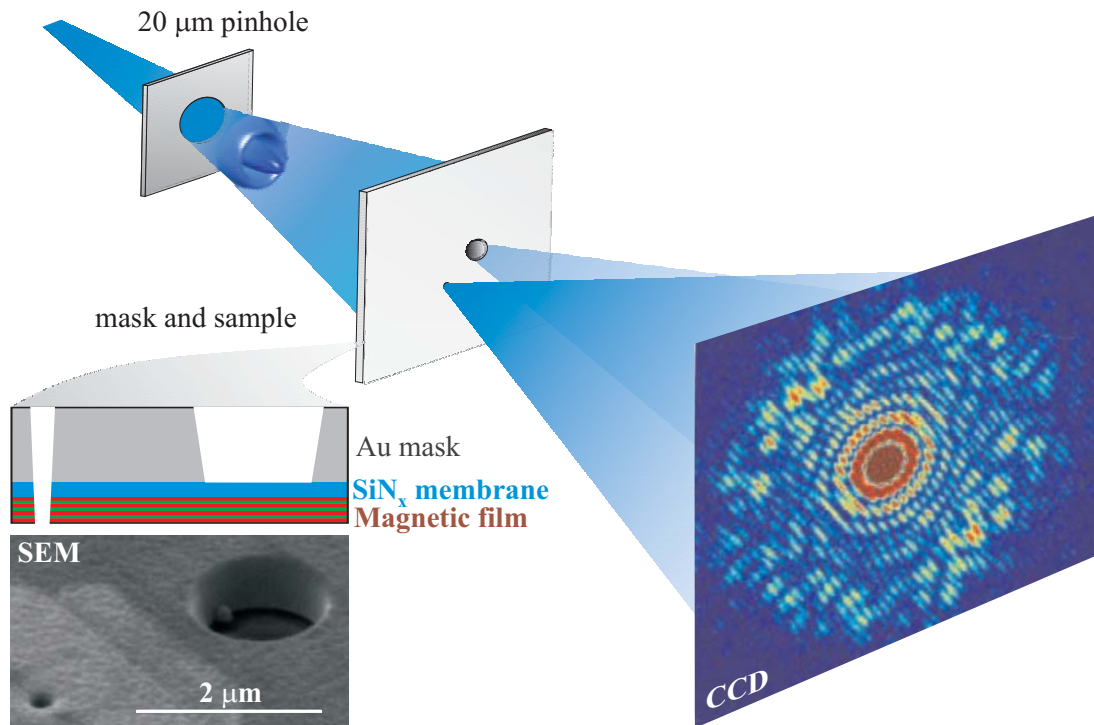 20 μm pinhole
mask and sample
Au mask
SiNx membrane
Magnetic film
SEM
2 μm
CCD